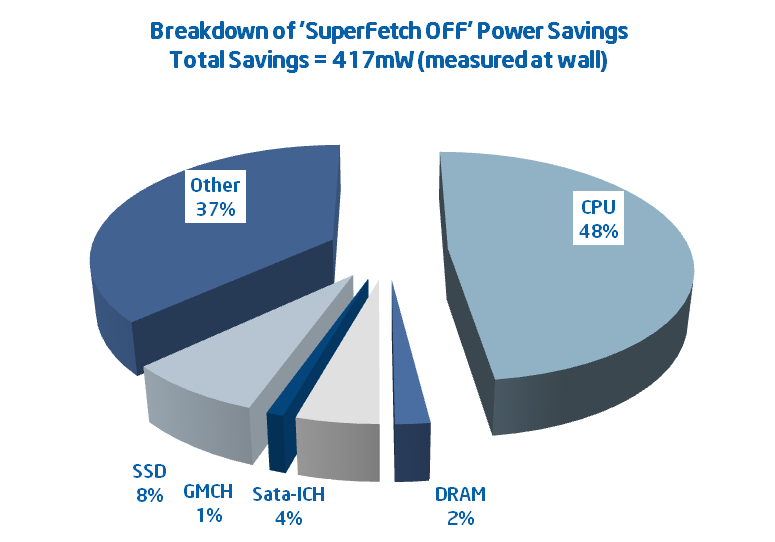 Breakdown of 'SuperFetch OFF' Power Savings
Total Savings = 417mW (measured at wall)
Other
37%
CPU
48%
SSD
8%
GMCH
1%
Sata-ICH
4%
DRAM
2%